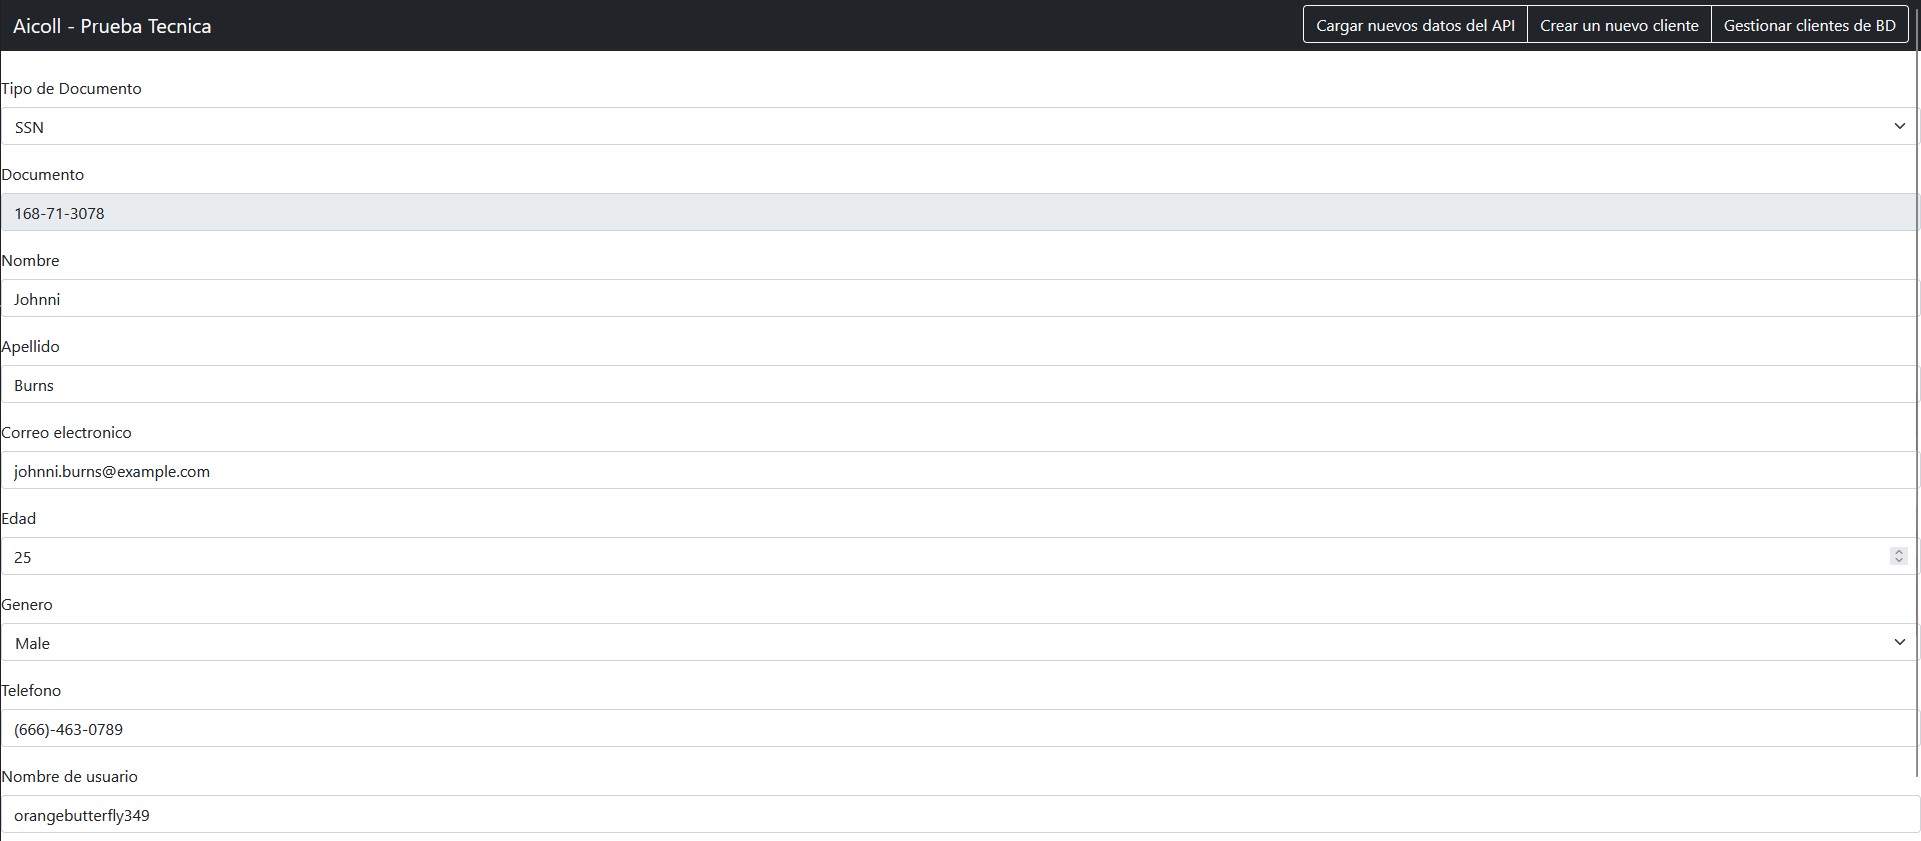 Aicoll - Prueba Tecnica
Cargar nuevos datos del API
Crear un nuevo cliente
Gestionar clientes de BD
Tipo de Documento
SSN
Documento
168-71-3078
Nombre
Johnni
Apellido
Burns
Correo electronico
johnni.burns@example.com
Edad
25
Genero
Male
Telefono
(666)-463-0789
Nombre de usuario
orangebutterfly349